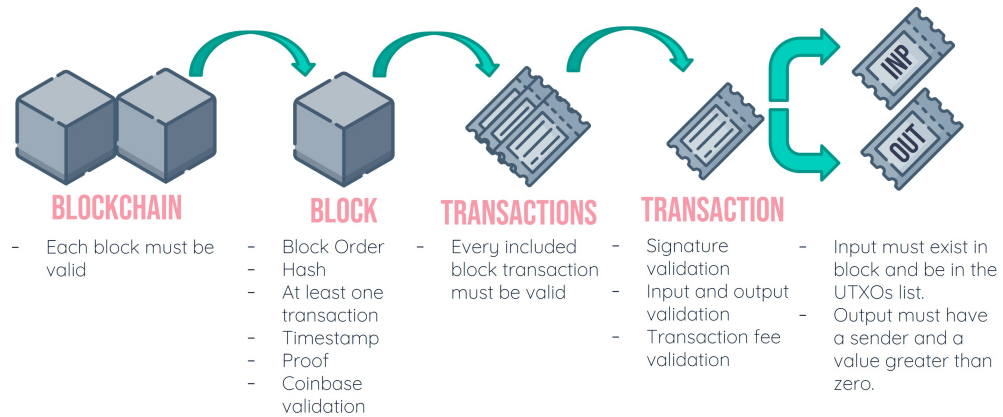 INP
OUT
BLOCKCHAIN
- Each block must be
valid
BLOCK
- Block Order
- Hash
- At least one
transaction
- Timestamp
- Proof
- Coinbase
validation
TRANSACTIONS
- Every included
block transaction
must be valid
TRANSACTION
- Signature
validation
- Input and output
validation
- Transaction fee
validation
- Input must exist in
block and be in the
UTXOs list.
- Output must have
a sender and a
value greater than
zero.